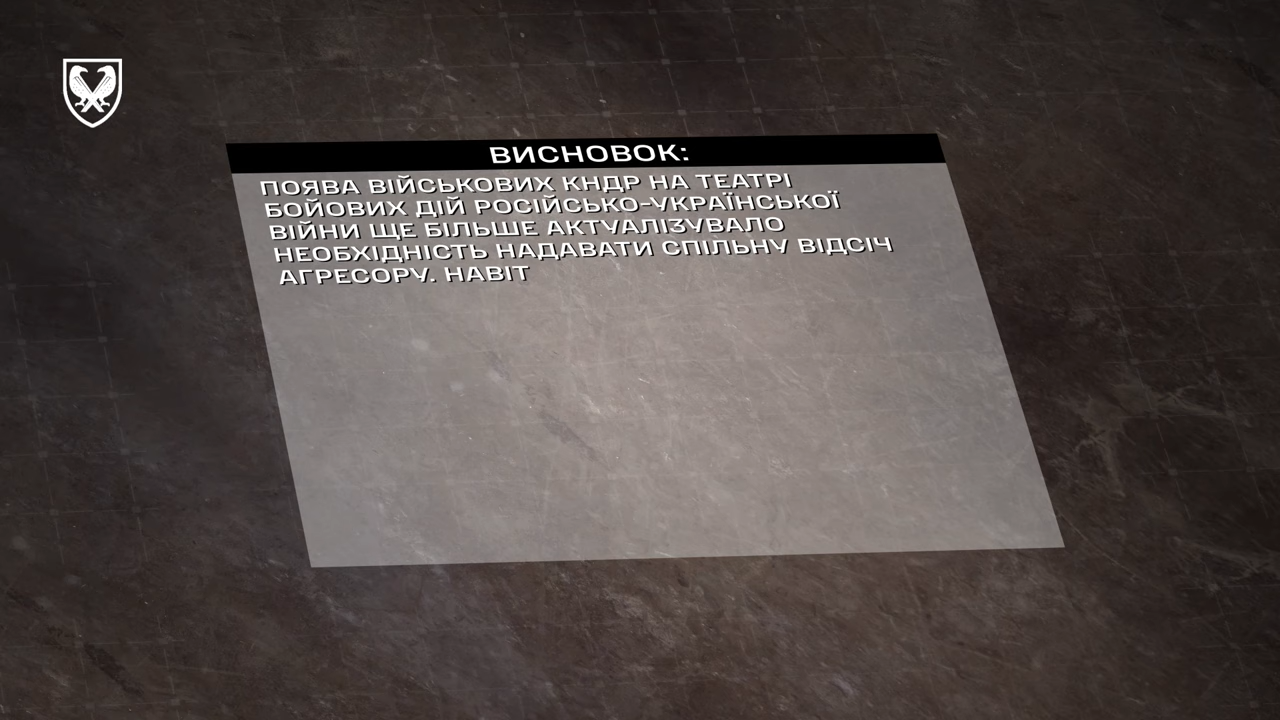 ВИСНОВОК:
ПОЯВА ВІЙСЬКОВИХ КНДР НА ТЕАТРІ
БОЙОВИХ ДІЙ РОСІЙСЬКО-УКРАЇНСЬКОЇ
ВІЙНИ ЩЕ БІЛЬШЕ АКТУАЛІЗУВАЛО
НЕОБХІДНІСТЬ НАДАВАТИ СПІЛЬНУ ВІДСІЧ
АГРЕСОРУ. НАВІТ